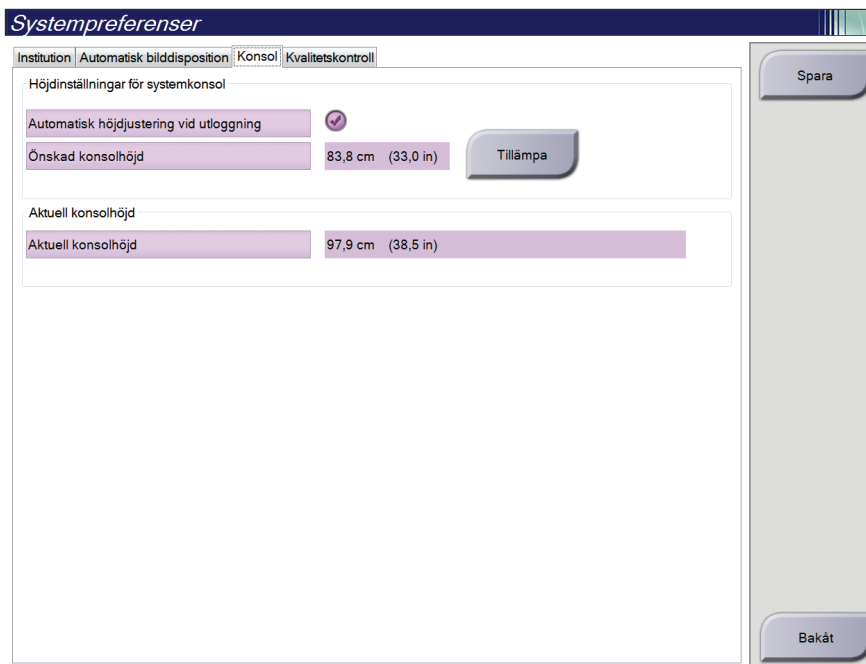 Systempreferenser
Institution Automatisk bilddisposition Konsol Kvalitetskontroll
Spara
Höjdinställningar för systemkonsol
Automatisk höjdjustering vid utloggning
Önskad konsolhöjd 83,8 cm (33,0 in) Tillämpa
Aktuell konsolhöjd
Aktuell konsolhöjd 97,9 cm (38,5 in)
Bakåt